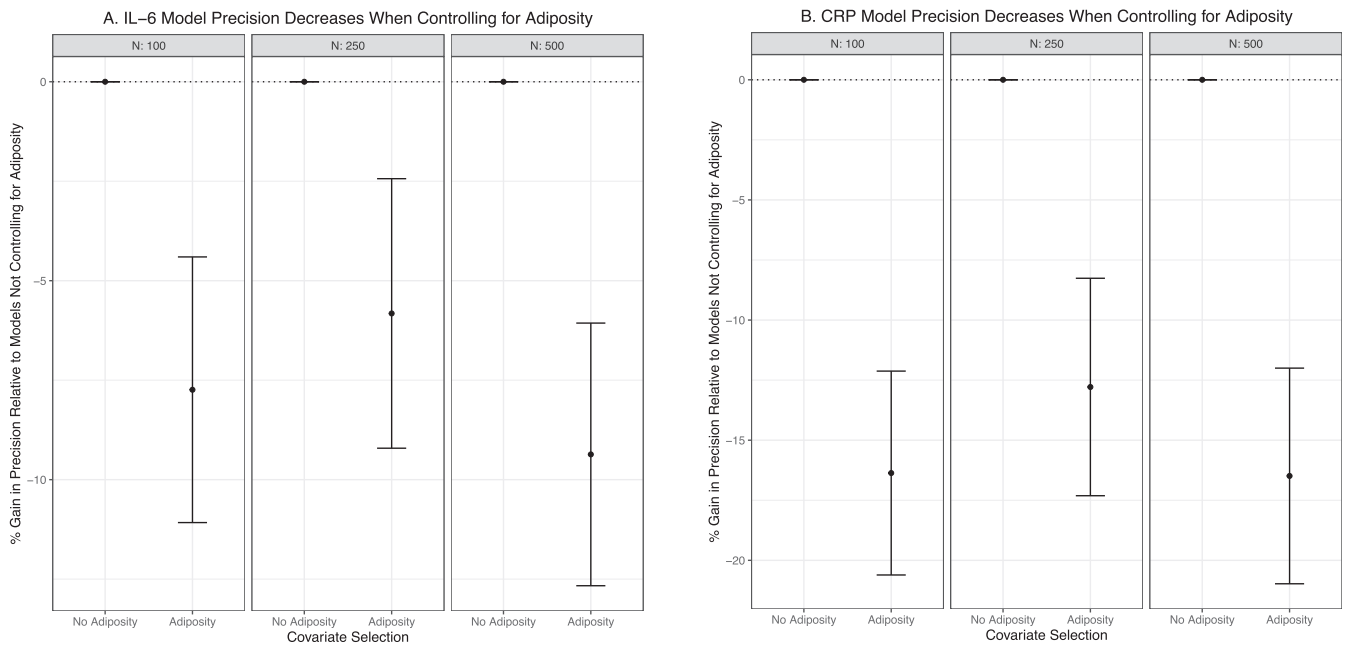 A. IL−6 Model Precision Decreases When Controlling for Adiposity
N: 100
N: 250
N: 500
% Gain in Precision Relative to Models Not Controlling for Adiposity
0
−5
−10
No Adiposity
Adiposity
No Adiposity
Adiposity
No Adiposity
Adiposity
Covariate Selection
B. CRP Model Precision Decreases When Controlling for Adiposity
N: 100
N: 250
N: 500
% Gain in Precision Relative to Models Not Controlling for Adiposity
0
−5
−10
−15
−20
No Adiposity
Adiposity
No Adiposity
Adiposity
No Adiposity
Adiposity
Covariate Selection